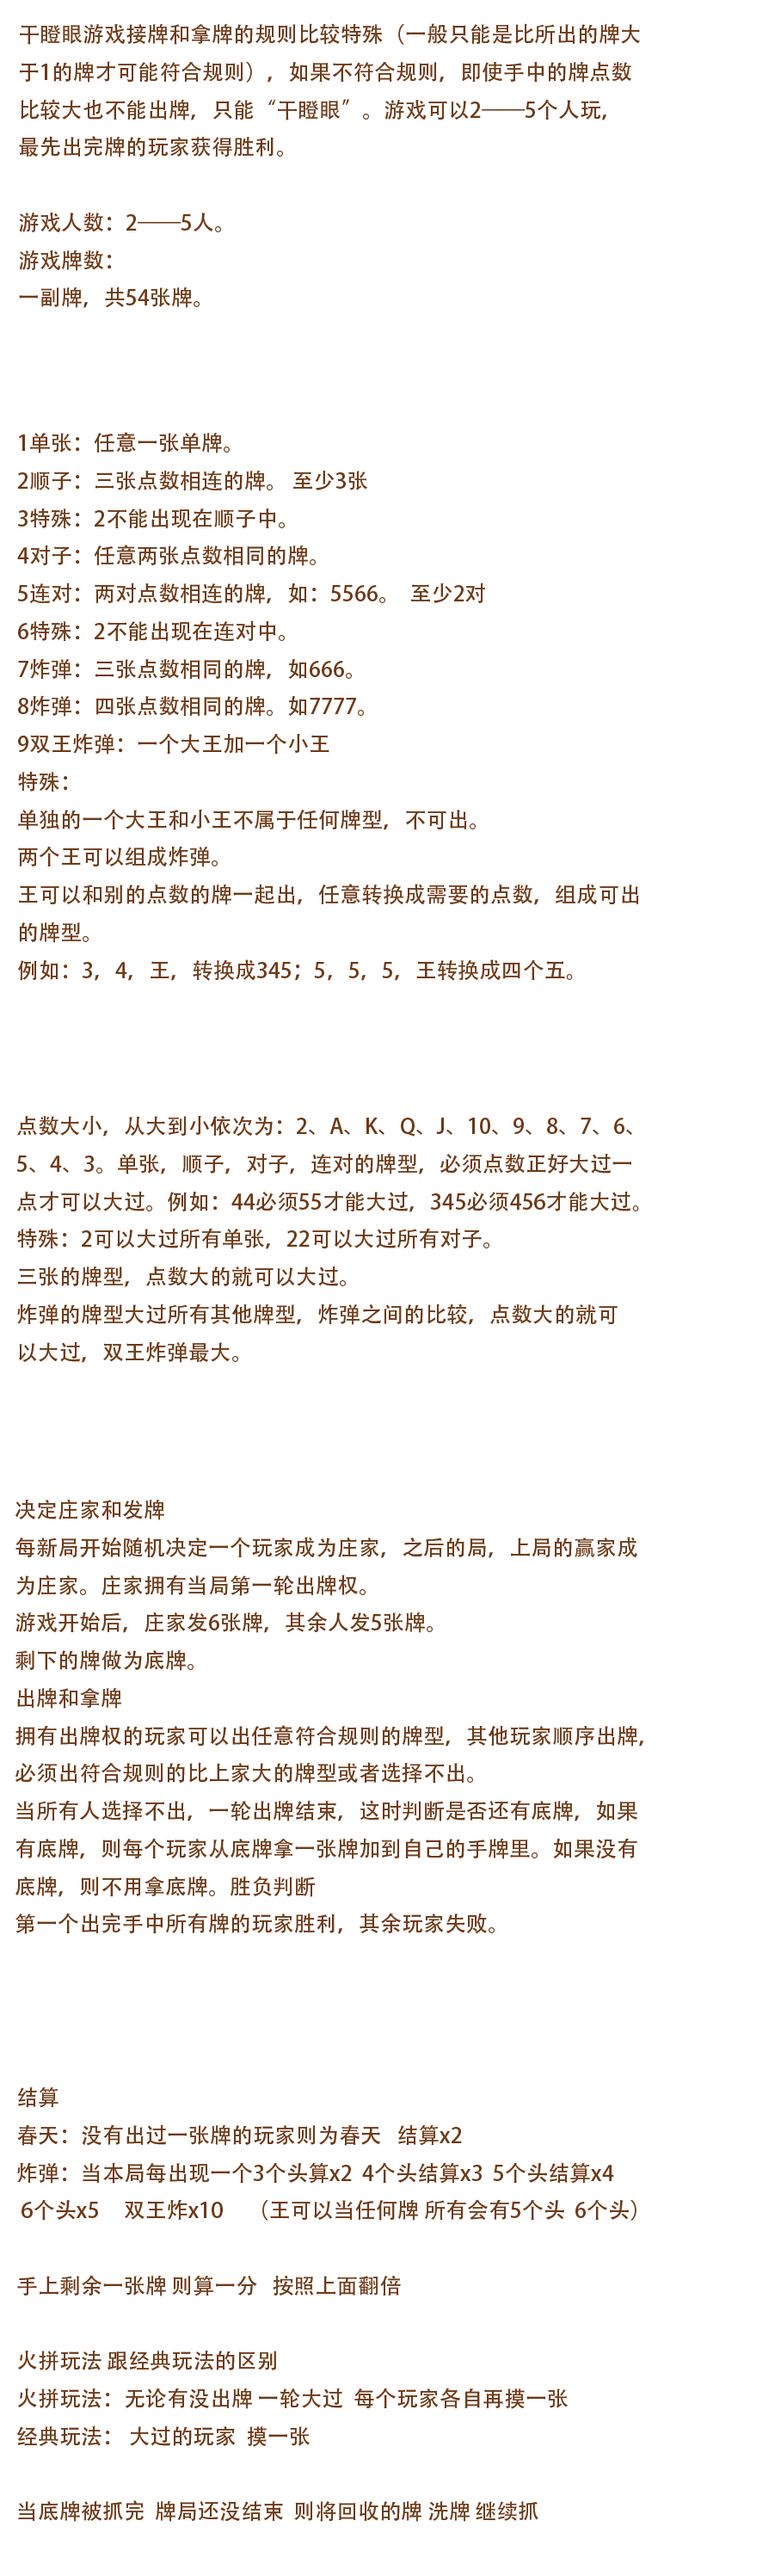 干瞪眼游戏接牌和拿牌的规则比较特殊（一般只能是比所出的牌大
于1的牌才可能符合规则），如果不符合规则，即使手中的牌点数
比较大也不能出牌，只能“干瞪眼”。游戏可以2——5个人玩，
最先出完牌的玩家获得胜利。
游戏人数：2——5人。
游戏牌数：
一副牌，共54张牌。
1单张：任意一张单牌。
2顺子：三张点数相连的牌。 至少3张
3特殊：2不能出现在顺子中。
4对子：任意两张点数相同的牌。
5连对：两对点数相连的牌，如：5566。 至少2对
6特殊：2不能出现在连对中。
7炸弹：三张点数相同的牌，如666。
8炸弹：四张点数相同的牌。如7777。
9双王炸弹：一个大王加一个小王
特殊：
单独的一个大王和小王不属于任何牌型，不可出。
两个王可以组成炸弹。
王可以和别的点数的牌一起出，任意转换成需要的点数，组成可出
的牌型。
例如：3，4，王，转换成345；5，5，5，王转换成四个五。
点数大小，从大到小依次为：2、A、K、Q、J、10、9、8、7、6、
5、4、3。单张，顺子，对子，连对的牌型，必须点数正好大过一
点才可以大过。例如：44必须55才能大过，345必须456才能大过。
特殊：2可以大过所有单张，22可以大过所有对子。
三张的牌型，点数大的就可以大过。
炸弹的牌型大过所有其他牌型，炸弹之间的比较，点数大的就可
以大过，双王炸弹最大。
决定庄家和发牌
每新局开始随机决定一个玩家成为庄家，之后的局，上局的赢家成
为庄家。庄家拥有当局第一轮出牌权。
游戏开始后，庄家发6张牌，其余人发5张牌。
剩下的牌做为底牌。
出牌和拿牌
拥有出牌权的玩家可以出任意符合规则的牌型，其他玩家顺序出牌，
必须出符合规则的比上家大的牌型或者选择不出。
当所有人选择不出，一轮出牌结束，这时判断是否还有底牌，如果
有底牌，则每个玩家从底牌拿一张牌加到自己的手牌里。如果没有
底牌，则不用拿底牌。胜负判断
第一个出完手中所有牌的玩家胜利，其余玩家失败。
结算
春天：没有出过一张牌的玩家则为春天 结算x2
炸弹：当本局每出现一个3个头算x2 4个头结算x3 5个头结算x4
6个头x5 双王炸x10 （王可以当任何牌 所有会有5个头 6个头）
手上剩余一张牌 则算一分 按照上面翻倍
火拼玩法 跟经典玩法的区别
火拼玩法：无论有没出牌 一轮大过 每个玩家各自再摸一张
经典玩法： 大过的玩家 摸一张
当底牌被抓完 牌局还没结束 则将回收的牌 洗牌 继续抓